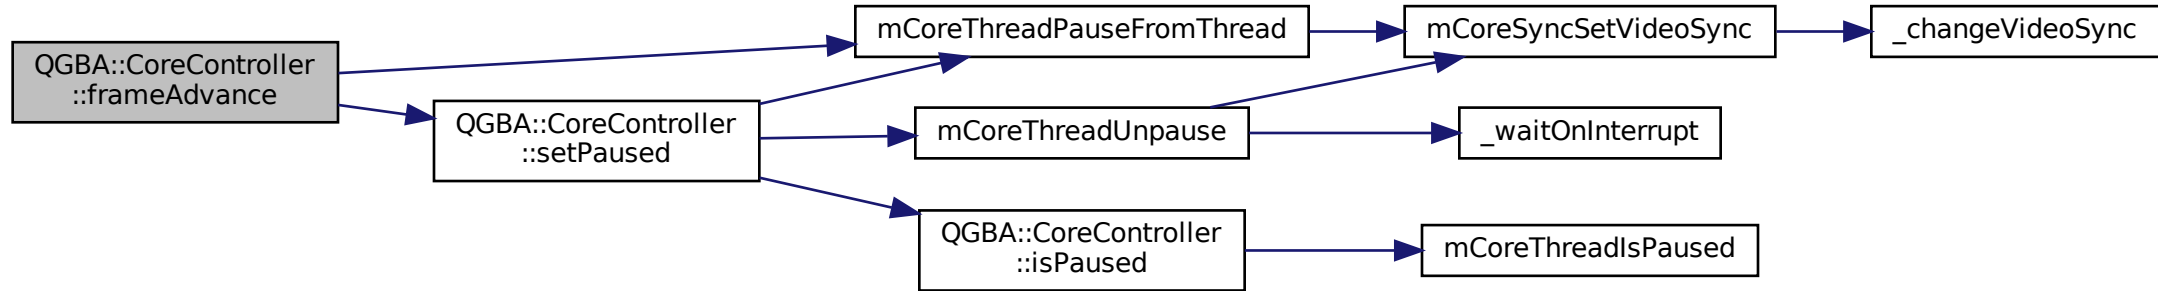 QGBA::CoreController
::frameAdvance
mCoreThreadPauseFromThread
QGBA::CoreController
::setPaused
mCoreSyncSetVideoSync
_changeVideoSync
mCoreThreadUnpause
_waitOnInterrupt
QGBA::CoreController
::isPaused
mCoreThreadIsPaused